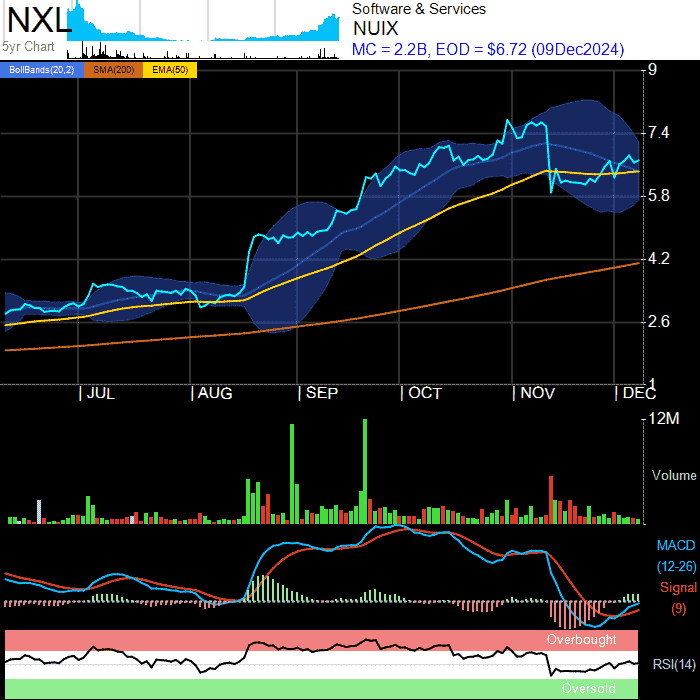 NXL
5yr Chart
Software & Services
NUIX
MC = 2.2B, EOD = $6.72 (09Dec2024)
BollBands(20,2) SMA(200) EMA(50)
9
7.4
5.8
4.2
2.6
1
JUL AUG SEP OCT NOV DEC
12M
Volume
MACD
(12-26)
Signal
(9)
Overbought
RSI(14)
Oversold